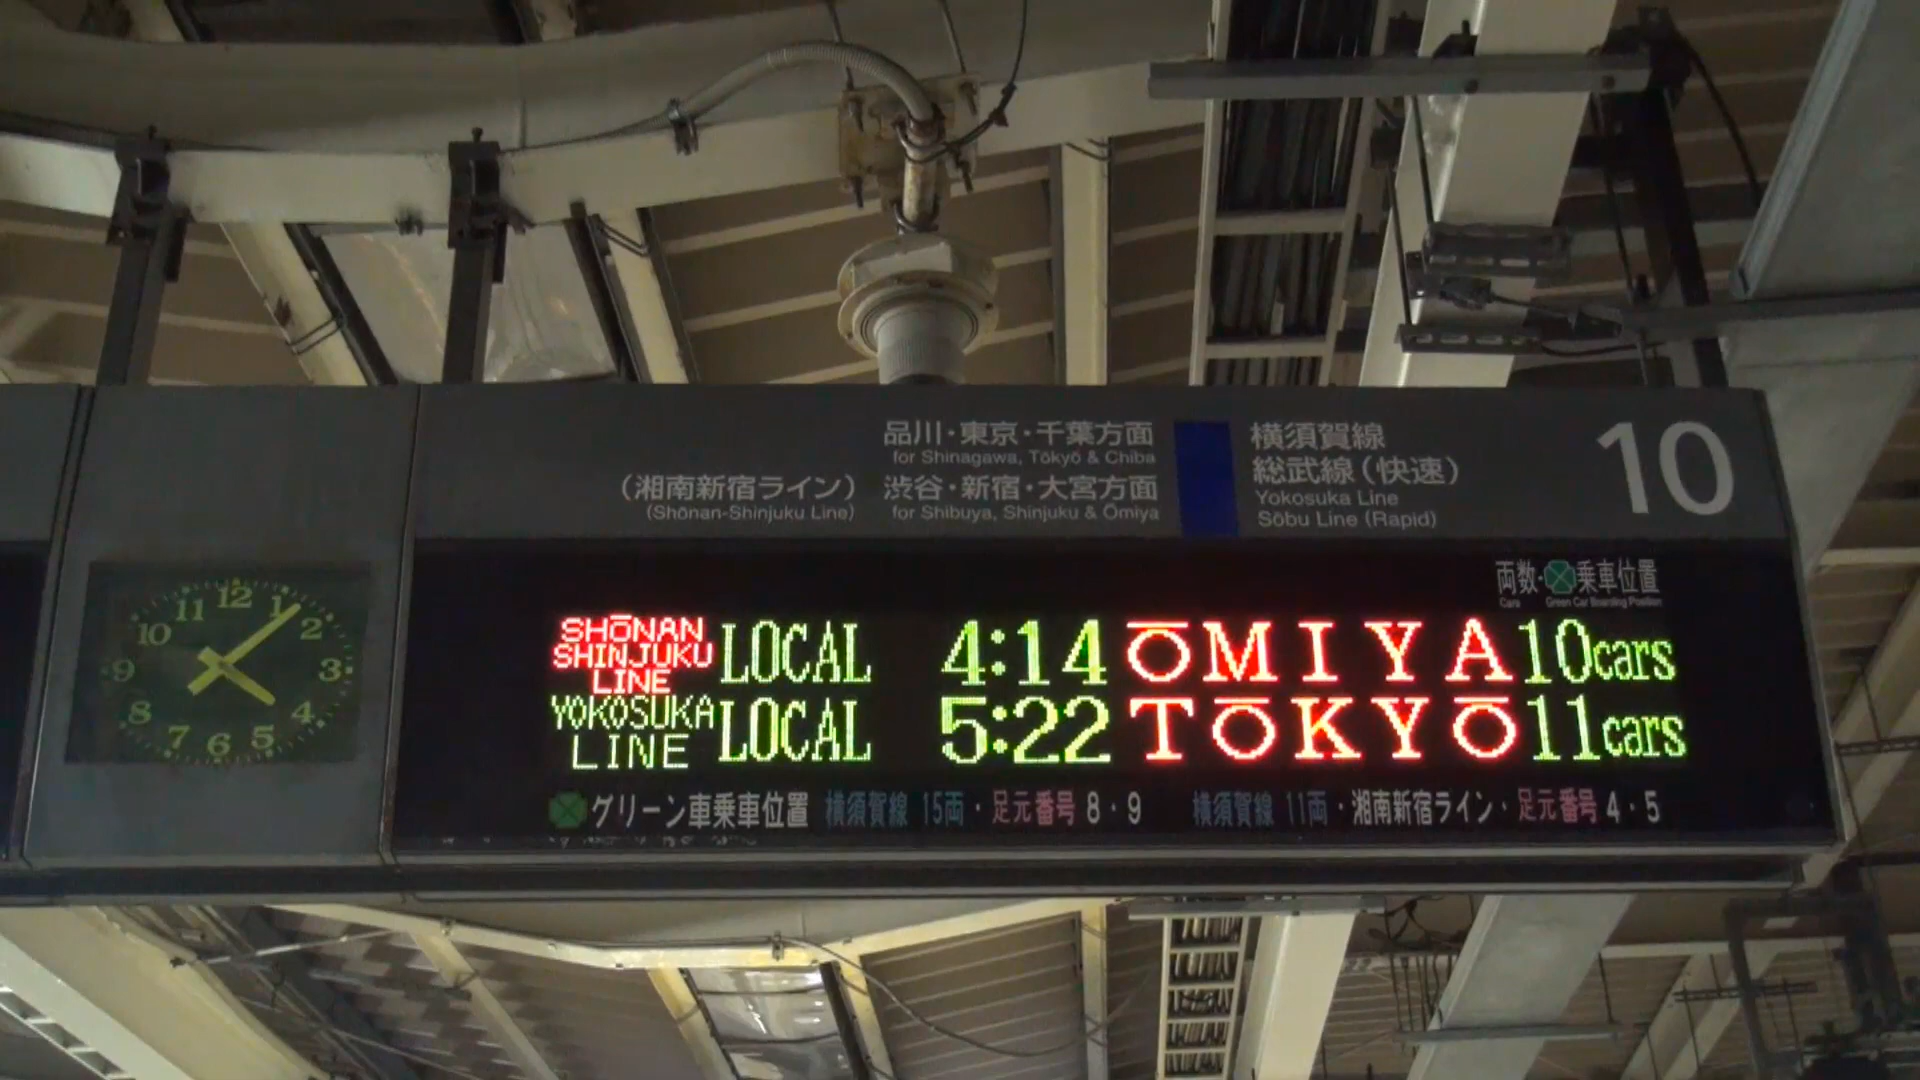 品川・東京・千葉方面
for Shinagawa, Tōkyō & Chiba
（湘南新宿ライン） 渋谷・新宿・大宮方面
(Shōnan-Shinjuku Line) for Shibuya, Shinjuku & Ōmiya
横須賀線
総武線（快速）
Yokosuka Line
Sōbu Line (Rapid)
10
両数・乗車位置
Cars Green Car Boarding Position
12
1
2
3
4
5
6
7
8
9
10
11
SHŌNAN SHINJUKU LINE LOCAL 4:14 ŌMIYA 10cars
YOKOSUKA LINE LOCAL 5:22 TŌKYŌ 11cars
グリーン車乗車位置 横須賀線 15両・足元番号 8・9 横須賀線 11両・湘南新宿ライン・足元番号 4・5